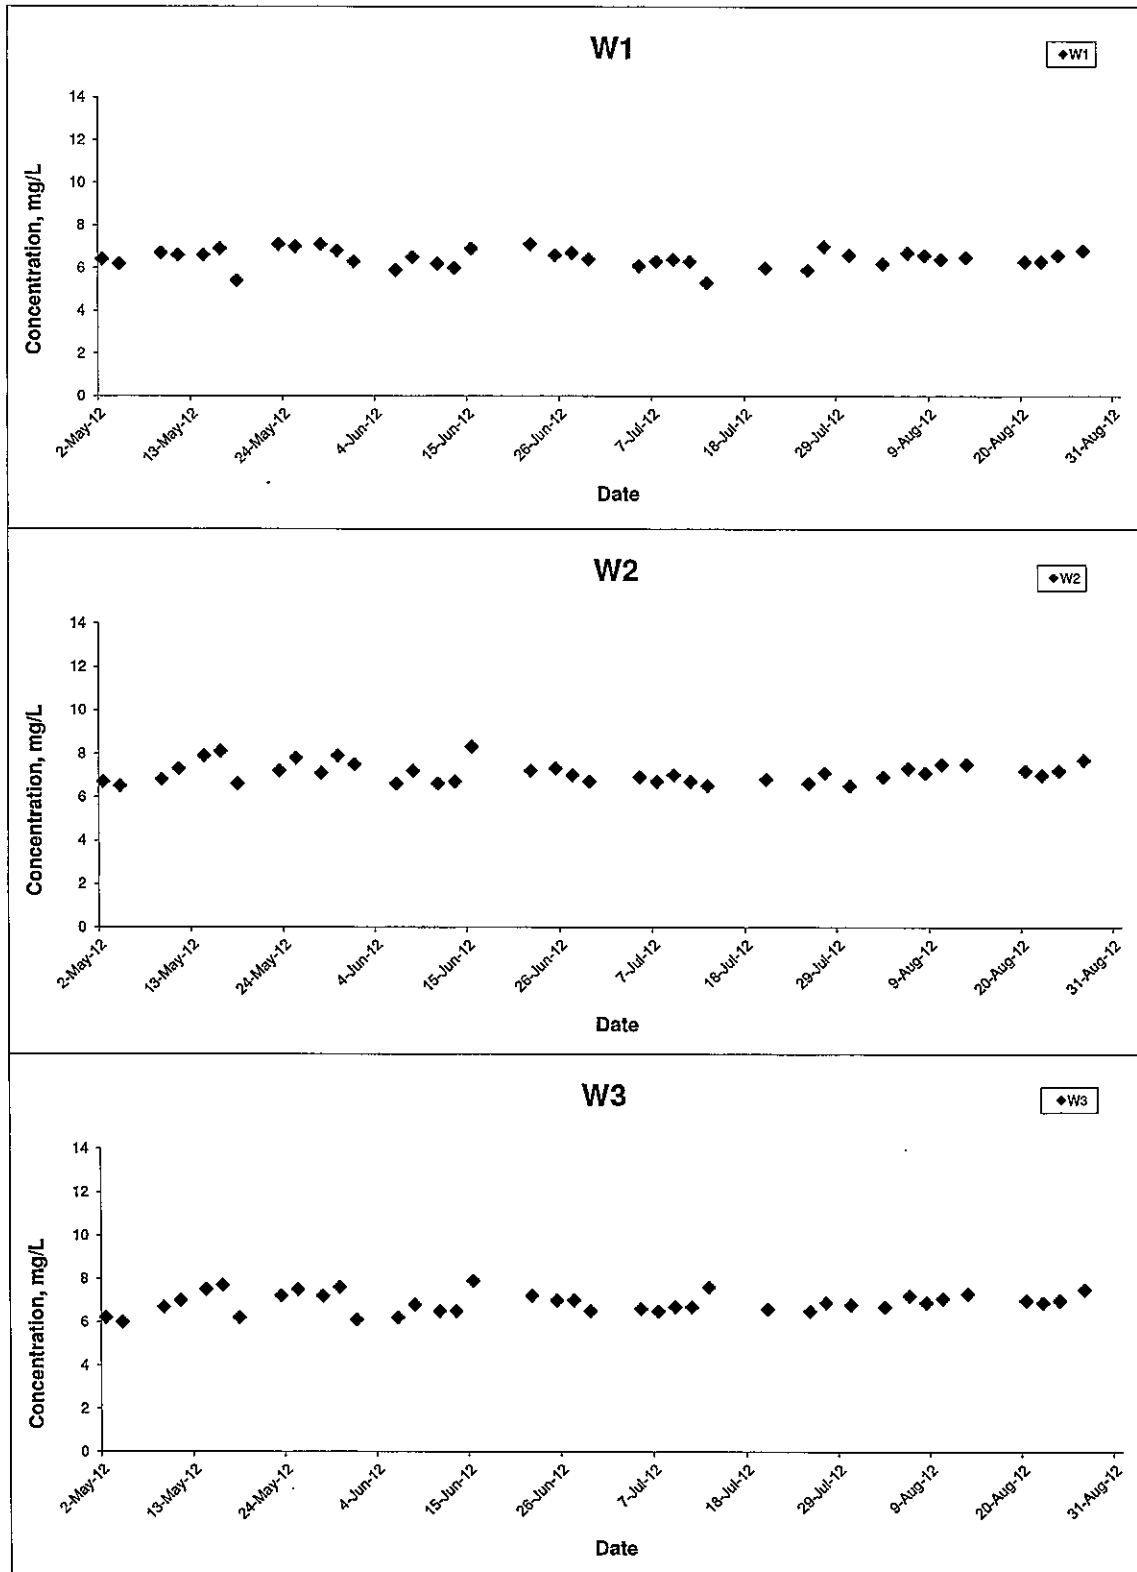 W1
W1
Concentration, mg/L
14
12
10
8
6
4
2
0
2-May-12
13-May-12
24-May-12
4-Jun-12
15-Jun-12
26-Jun-12
7-Jul-12
18-Jul-12
29-Jul-12
9-Aug-12
20-Aug-12
31-Aug-12
Date
W2
W2
Concentration, mg/L
14
12
10
8
6
4
2
0
2-May-12
13-May-12
24-May-12
4-Jun-12
15-Jun-12
26-Jun-12
7-Jul-12
18-Jul-12
29-Jul-12
9-Aug-12
20-Aug-12
31-Aug-12
Date
W3
W3
Concentration, mg/L
14
12
10
8
6
4
2
0
2-May-12
13-May-12
24-May-12
4-Jun-12
15-Jun-12
26-Jun-12
7-Jul-12
18-Jul-12
29-Jul-12
9-Aug-12
20-Aug-12
31-Aug-12
Date